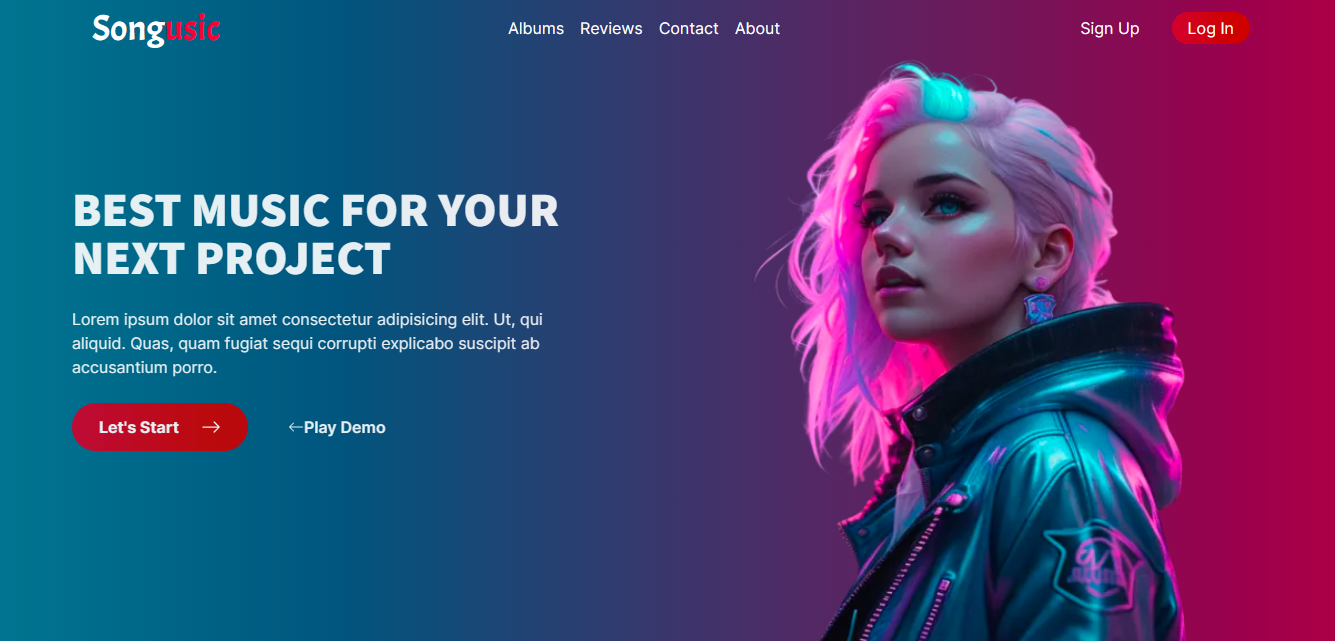 Songusic
Albums Reviews Contact About
Sign Up Log In
BEST MUSIC FOR YOUR
NEXT PROJECT
Lorem ipsum dolor sit amet consectetur adipisicing elit. Ut, qui
aliquid. Quas, quam fugiat sequi corrupti explicabo suscipit ab
accusantium porro.
Let's Start →
←Play Demo